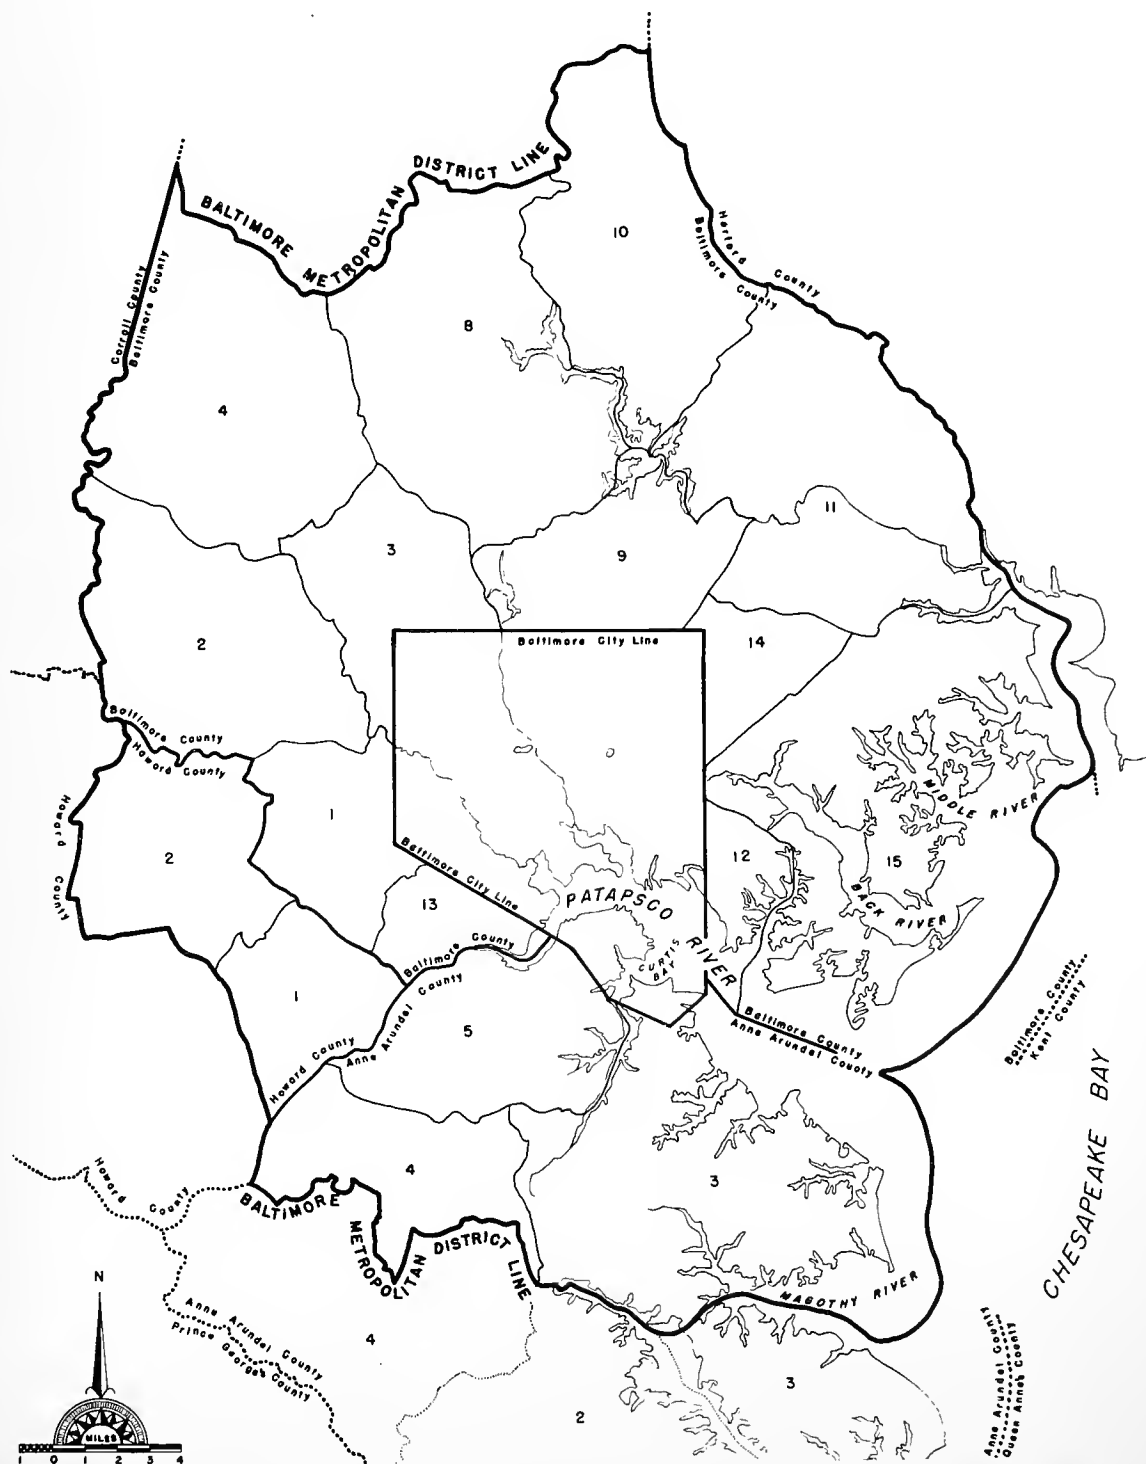 BALTIMORE METROPOLITAN DISTRICT LINE
Carroll County
Baltimore County
Harford County
Baltimore County
10
8
4
11
3
9
2
14
Baltimore City Line
Baltimore County
Howard County
Howard County
1
2
MIDDLE RIVER
12
15
Baltimore City Line
13
PATAPSCO RIVER
BACK RIVER
CURTIS BAY
Baltimore County
Anne Arundel County
1
5
Baltimore County
Anne Arundel County
Baltimore County
Kent County
Howard County
Anne Arundel County
CHESAPEAKE BAY
4
3
Howard County
BALTIMORE METROPOLITAN DISTRICT LINE
MAGOTHY RIVER
N
Anne Arundel County
Prince George's County
4
3
2
Anne Arundel County
Queen Anne's County
MILES
1 0 1 2 3 4